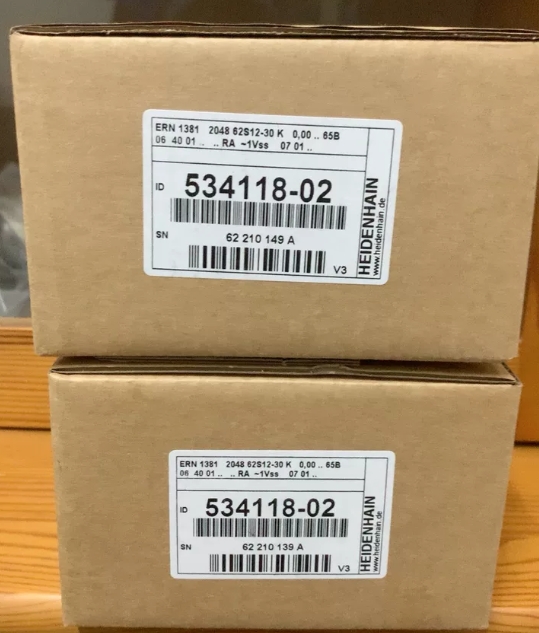 ERN 1381 2048 62S12-30 K 0,00 .. 65B
06 40 01 .. .. RA ~1Vss 07 01 ..
ID 534118-02
SN 62 210 149 A
V3
HEIDENHAIN
www.heidenhain.de
ERN 1381 2048 62S12-30 K 0,00 .. 65B
06 40 01 .. .. RA ~1Vss 07 01 ..
ID 534118-02
SN 62 210 139 A
V3
HEIDENHAIN
www.heidenhain.de